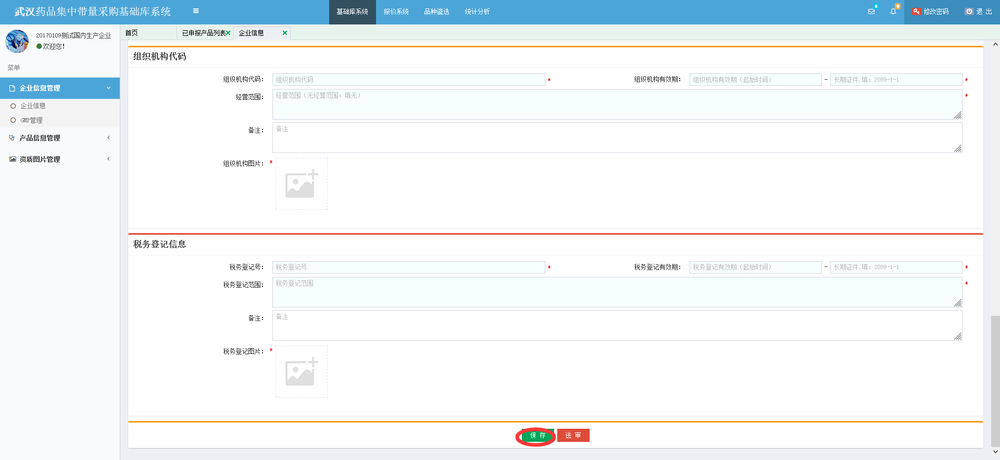 武汉药品集中带量采购基础库系统
基础库系统 报价系统 品种遴选 统计分析 0 0 修改密码 退 出
20170109测试国内生产企业
欢迎您!
首页 已申报产品列表 企业信息
菜单
企业信息管理
企业信息
GMP管理
产品信息管理
资质图片管理
组织机构代码
组织机构代码: 组织机构代码 * 组织机构有效期: 组织机构有效期(起始时间) - 长期证件,填: 2099-1-1 *
经营范围: 经营范围(无经营范围,填无) *
备注: 备注
组织机构图片: *
税务登记信息
税务登记号: 税务登记号 * 税务登记有效期: 税务登记有效期(起始时间) - 长期证件,填: 2099-1-1 *
税务登记范围: 税务登记范围 *
备注: 备注
税务登记图片: *
保 存 送 审